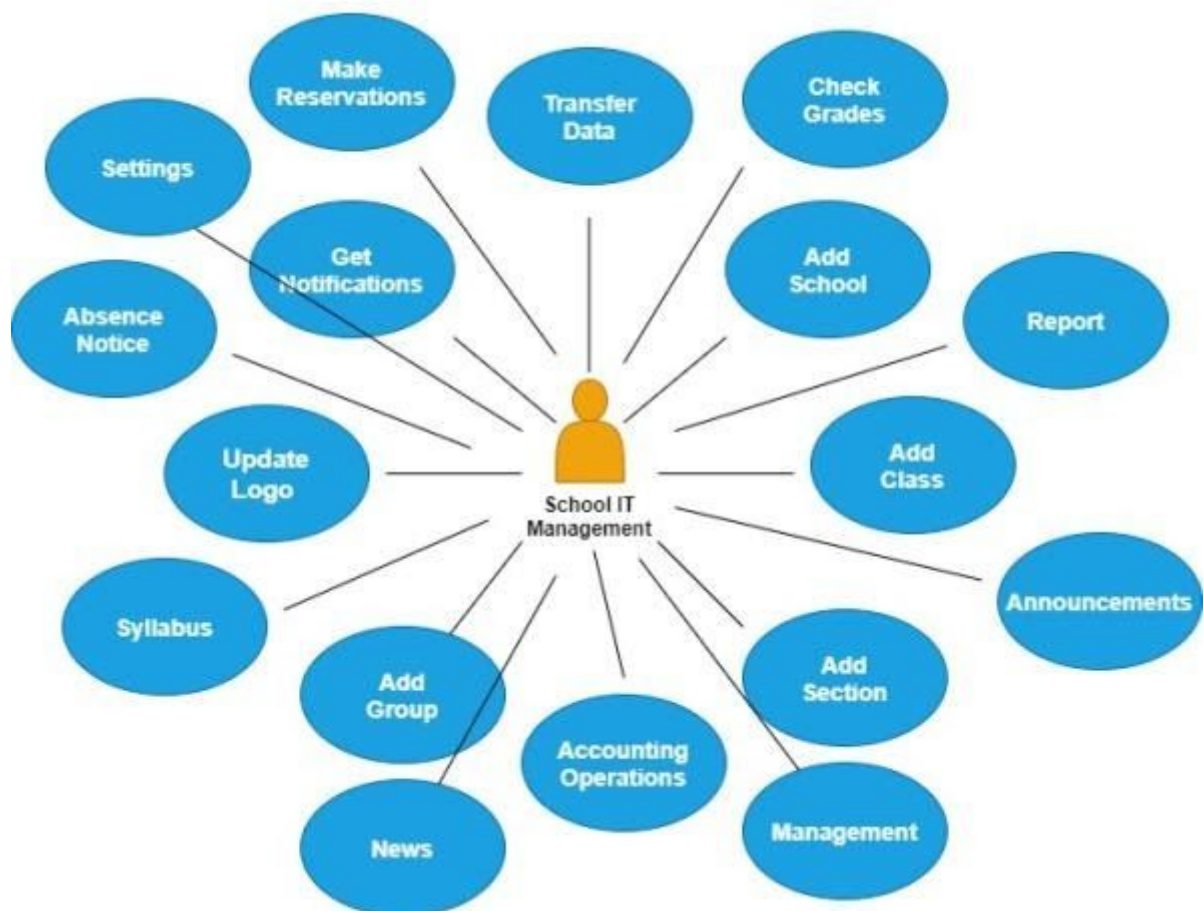 Make
Reservations
Transfer
Data
Check
Grades
Settings
Get
Notifications
Add
School
Absence
Notice
Report
Update
Logo
School IT
Management
Add
Class
Syllabus
Announcements
Add
Group
Add
Section
Accounting
Operations
News
Management